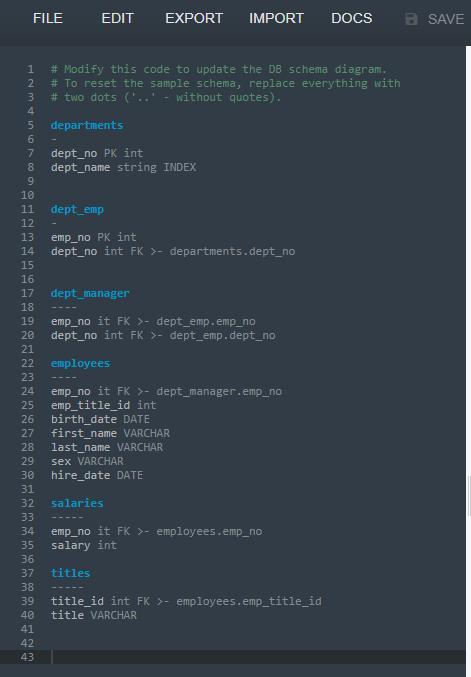 FILE EDIT EXPORT IMPORT DOCS SAVE
1 # Modify this code to update the DB schema diagram.
2 # To reset the sample schema, replace everything with
3 # two dots ('..' - without quotes).
4
5 departments
6 -
7 dept_no PK int
8 dept_name string INDEX
9
10
11 dept_emp
12 -
13 emp_no PK int
14 dept_no int FK >- departments.dept_no
15
16
17 dept_manager
18 ----
19 emp_no it FK >- dept_emp.emp_no
20 dept_no int FK >- dept_emp.dept_no
21
22 employees
23 ----
24 emp_no it FK >- dept_manager.emp_no
25 emp_title_id int
26 birth_date DATE
27 first_name VARCHAR
28 last_name VARCHAR
29 sex VARCHAR
30 hire_date DATE
31
32 salaries
33 -----
34 emp_no it FK >- employees.emp_no
35 salary int
36
37 titles
38 -----
39 title_id int FK >- employees.emp_title_id
40 title VARCHAR
41
42
43